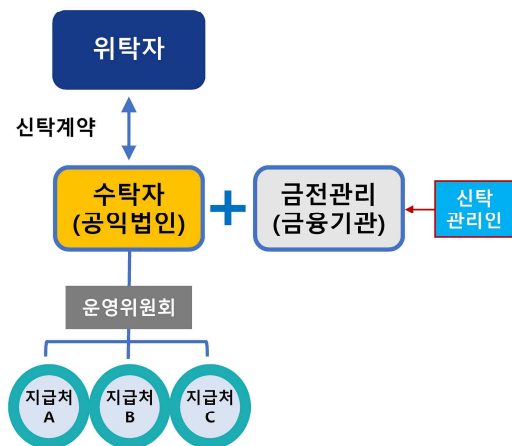 위탁자
신탁계약
수탁자
(공익법인)
금전관리
(금융기관)
신탁
관리인
운영위원회
지급처
A
지급처
B
지급처
C